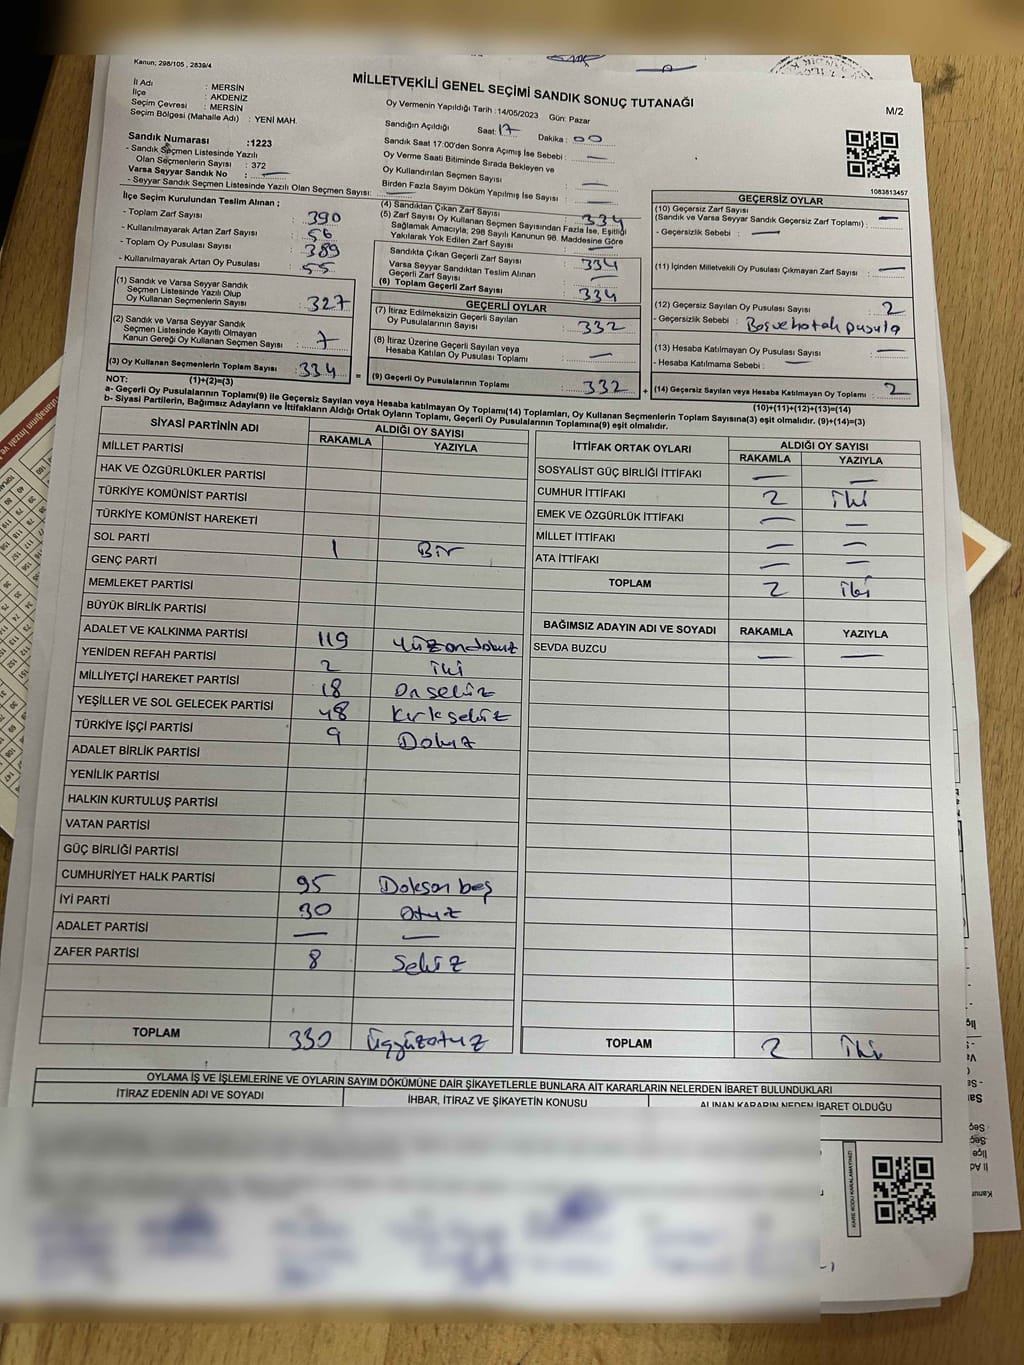 Kanun; 298/105 , 2839/4
MİLLETVEKİLİ GENEL SEÇİMİ SANDIK SONUÇ TUTANAĞI
M/2
İl Adı : MERSİN
İlçe : AKDENİZ
Seçim Çevresi : MERSİN
Seçim Bölgesi (Mahalle Adı) : YENİ MAH.
Sandık Numarası :1223
- Sandık Seçmen Listesinde Yazılı
Olan Seçmenlerin Sayısı : 372
Varsa Seyyar Sandık No : —
- Seyyar Sandık Seçmen Listesinde Yazılı Olan Seçmen Sayısı: —
Oy Vermenin Yapıldığı Tarih :14/05/2023 Gün: Pazar
Sandığın Açıldığı Saat: 17 Dakika : 00
Sandık Saat 17:00'den Sonra Açılmış İse Sebebi : —
Oy Verme Saati Bitiminde Sırada Bekleyen ve
Oy Kullandırılan Seçmen Sayısı : —
Birden Fazla Sayım Döküm Yapılmış İse Sayısı : —
1083813457
İlçe Seçim Kurulundan Teslim Alınan ;
- Toplam Zarf Sayısı : 390
- Kullanılmayarak Artan Zarf Sayısı : 56
- Toplam Oy Pusulası Sayısı : 389
- Kullanılmayarak Artan Oy Pusulası : 55
(1) Sandık ve Varsa Seyyar Sandık
Seçmen Listesinde Yazılı Olup
Oy Kullanan Seçmenlerin Sayısı : 327
(2) Sandık ve Varsa Seyyar Sandık
Seçmen Listesinde Kayıtlı Olmayan
Kanun Gereği Oy Kullanan Seçmen Sayısı : 7
(3) Oy Kullanan Seçmenlerin Toplam Sayısı : 334
(1)+(2)=(3)
(4) Sandıktan Çıkan Zarf Sayısı : 334
(5) Zarf Sayısı Oy Kullanan Seçmen Sayısından Fazla İse, Eşitliği
Sağlamak Amacıyla; 298 Sayılı Kanunun 98. Maddesine Göre
Yakılarak Yok Edilen Zarf Sayısı : —
Sandıkta Çıkan Geçerli Zarf Sayısı : 334
Varsa Seyyar Sandıktan Teslim Alınan
Geçerli Zarf Sayısı : —
(6) Toplam Geçerli Zarf Sayısı : 334
GEÇERLİ OYLAR
(7) İtiraz Edilmeksizin Geçerli Sayılan
Oy Pusulalarının Sayısı : 332
(8) İtiraz Üzerine Geçerli Sayılan veya
Hesaba Katılan Oy Pusulası Toplamı : —
= (9) Geçerli Oy Pusulalarının Toplamı : 332
GEÇERSİZ OYLAR
(10) Geçersiz Zarf Sayısı
(Sandık ve Varsa Seyyar Sandık Geçersiz Zarf Toplamı) : —
- Geçersizlik Sebebi : —
(11) İçinden Milletvekili Oy Pusulası Çıkmayan Zarf Sayısı : —
(12) Geçersiz Sayılan Oy Pusulası Sayısı : 2
- Geçersizlik Sebebi : Boş ve hatalı pusula
(13) Hesaba Katılmayan Oy Pusulası Sayısı : —
- Hesaba Katılmama Sebebi : —
+ (14) Geçersiz Sayılan veya Hesaba Katılmayan Oy Toplamı : 2
(10)+(11)+(12)+(13)=(14)
NOT:
a- Geçerli Oy Pusulalarının Toplamı(9) ile Geçersiz Sayılan veya Hesaba katılmayan Oy Toplamı(14) Toplamları, Oy Kullanan Seçmenlerin Toplam Sayısına(3) eşit olmalıdır. (9)+(14)=(3)
b- Siyasi Partilerin, Bağımsız Adayların ve İttifakların Aldığı Ortak Oyların Toplamı, Geçerli Oy Pusulalarının Toplamına(9) eşit olmalıdır.
SİYASİ PARTİNİN ADI ALDIĞI OY SAYISI
RAKAMLA YAZIYLA
MİLLET PARTİSİ
HAK VE ÖZGÜRLÜKLER PARTİSİ
TÜRKİYE KOMÜNİST PARTİSİ
TÜRKİYE KOMÜNİST HAREKETİ
SOL PARTİ 1 Bir
GENÇ PARTİ
MEMLEKET PARTİSİ
BÜYÜK BİRLİK PARTİSİ
ADALET VE KALKINMA PARTİSİ 119 Yüzondokuz
YENİDEN REFAH PARTİSİ 2 iki
MİLLİYETÇİ HAREKET PARTİSİ 18 Onsekiz
YEŞİLLER VE SOL GELECEK PARTİSİ 48 Kırksekiz
TÜRKİYE İŞÇİ PARTİSİ 9 Dokuz
ADALET BİRLİK PARTİSİ
YENİLİK PARTİSİ
HALKIN KURTULUŞ PARTİSİ
VATAN PARTİSİ
GÜÇ BİRLİĞİ PARTİSİ
CUMHURİYET HALK PARTİSİ 95 Doksan beş
İYİ PARTİ 30 Otuz
ADALET PARTİSİ — —
ZAFER PARTİSİ 8 Sekiz
TOPLAM 330 Üçyüzotuz
İTTİFAK ORTAK OYLARI ALDIĞI OY SAYISI
RAKAMLA YAZIYLA
SOSYALİST GÜÇ BİRLİĞİ İTTİFAKI — —
CUMHUR İTTİFAKI 2 iki
EMEK VE ÖZGÜRLÜK İTTİFAKI — —
MİLLET İTTİFAKI — —
ATA İTTİFAKI — —
TOPLAM 2 iki
BAĞIMSIZ ADAYIN ADI VE SOYADI RAKAMLA YAZIYLA
SEVDA BUZCU — —
TOPLAM 2 iki
OYLAMA İŞ VE İŞLEMLERİNE VE OYLARIN SAYIM DÖKÜMÜNE DAİR ŞİKAYETLERLE BUNLARA AİT KARARLARIN NELERDEN İBARET BULUNDUKLARI
İTİRAZ EDENİN ADI VE SOYADI İHBAR, İTİRAZ VE ŞİKAYETİN KONUSU ALINAN KARARIN NEDEN İBARET OLDUĞU
KARE KODU KARALAMAYINIZ!